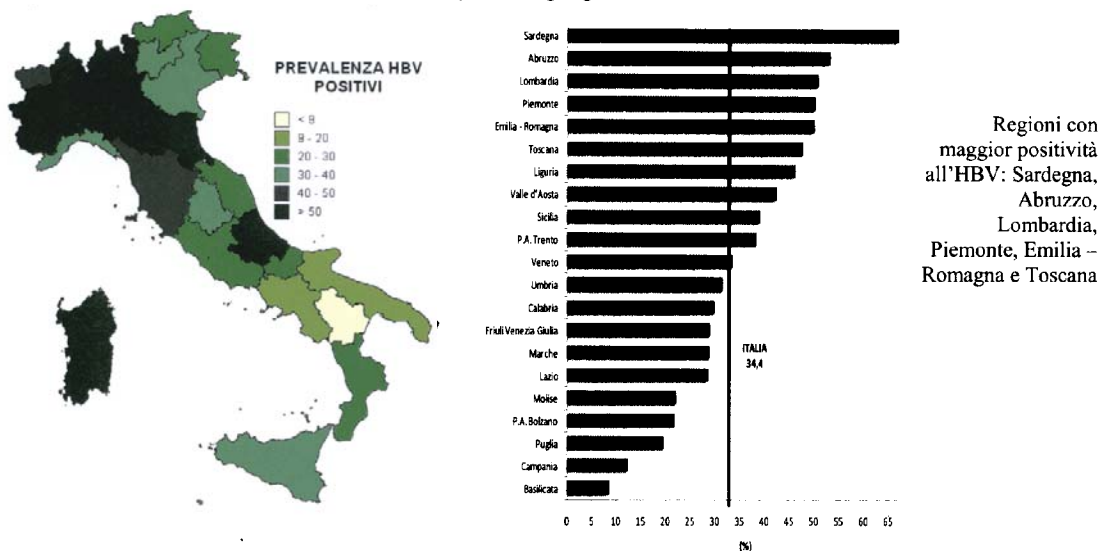 PREVALENZA HBV
POSITIVI
< 8
8 - 20
20 - 30
30 - 40
40 - 50
> 50
Sardegna
Abruzzo
Lombardia
Piemonte
Emilia - Romagna
Toscana
Liguria
Valle d'Aosta
Sicilia
P.A. Trento
Veneto
Umbria
Calabria
Friuli Venezia Giulia
Marche
Lazio
Molise
P.A. Bolzano
Puglia
Campania
Basilicata
ITALIA
34,4
0 5 10 15 20 25 30 35 40 45 50 55 60 65
(%)
Regioni con
maggior positività
all'HBV: Sardegna,
Abruzzo,
Lombardia,
Piemonte, Emilia –
Romagna e Toscana